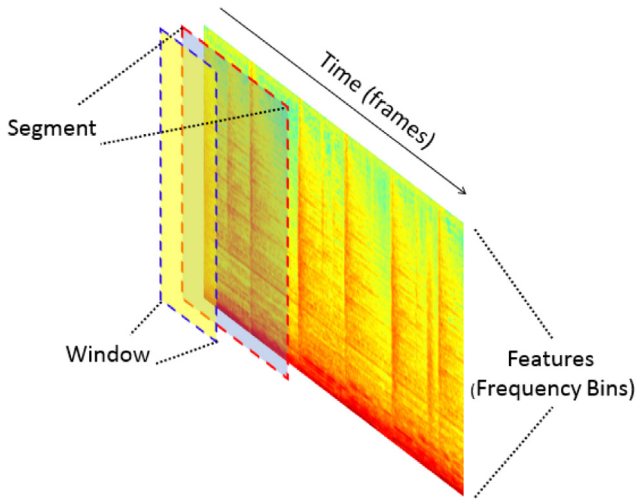 Time (frames)
Segment
Window
Features
(Frequency Bins)